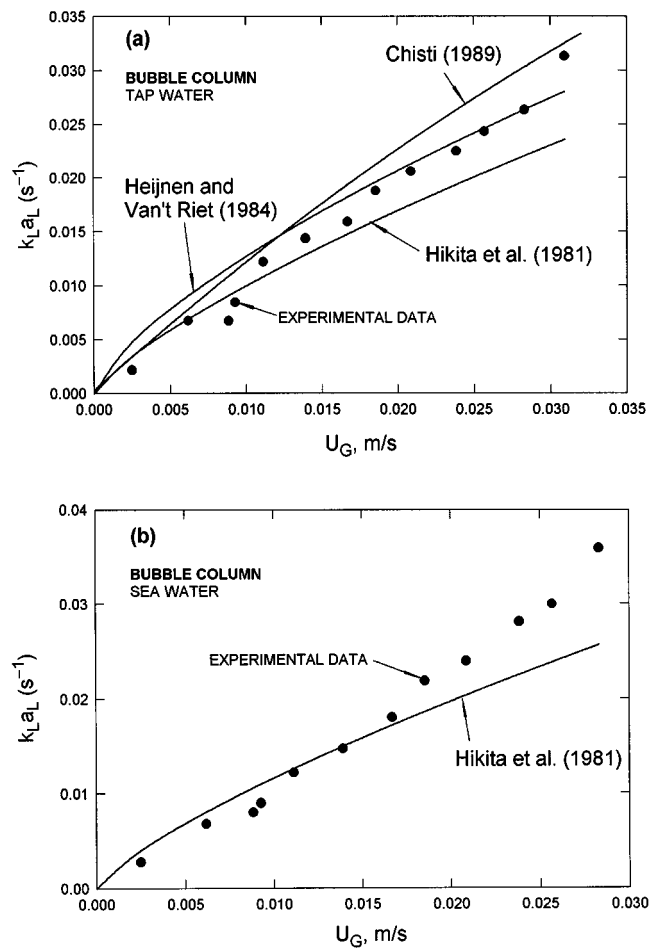 (a)
BUBBLE COLUMN
TAP WATER
Chisti (1989)
Heijnen and
Van't Riet (1984)
Hikita et al. (1981)
EXPERIMENTAL DATA
kLaL (s⁻¹)
0.035
0.030
0.025
0.020
0.015
0.010
0.005
0.000
0.000 0.005 0.010 0.015 0.020 0.025 0.030 0.035
UG, m/s
(b)
BUBBLE COLUMN
SEA WATER
EXPERIMENTAL DATA
Hikita et al. (1981)
kLaL (s⁻¹)
0.04
0.03
0.02
0.01
0.00
0.000 0.005 0.010 0.015 0.020 0.025 0.030
UG, m/s